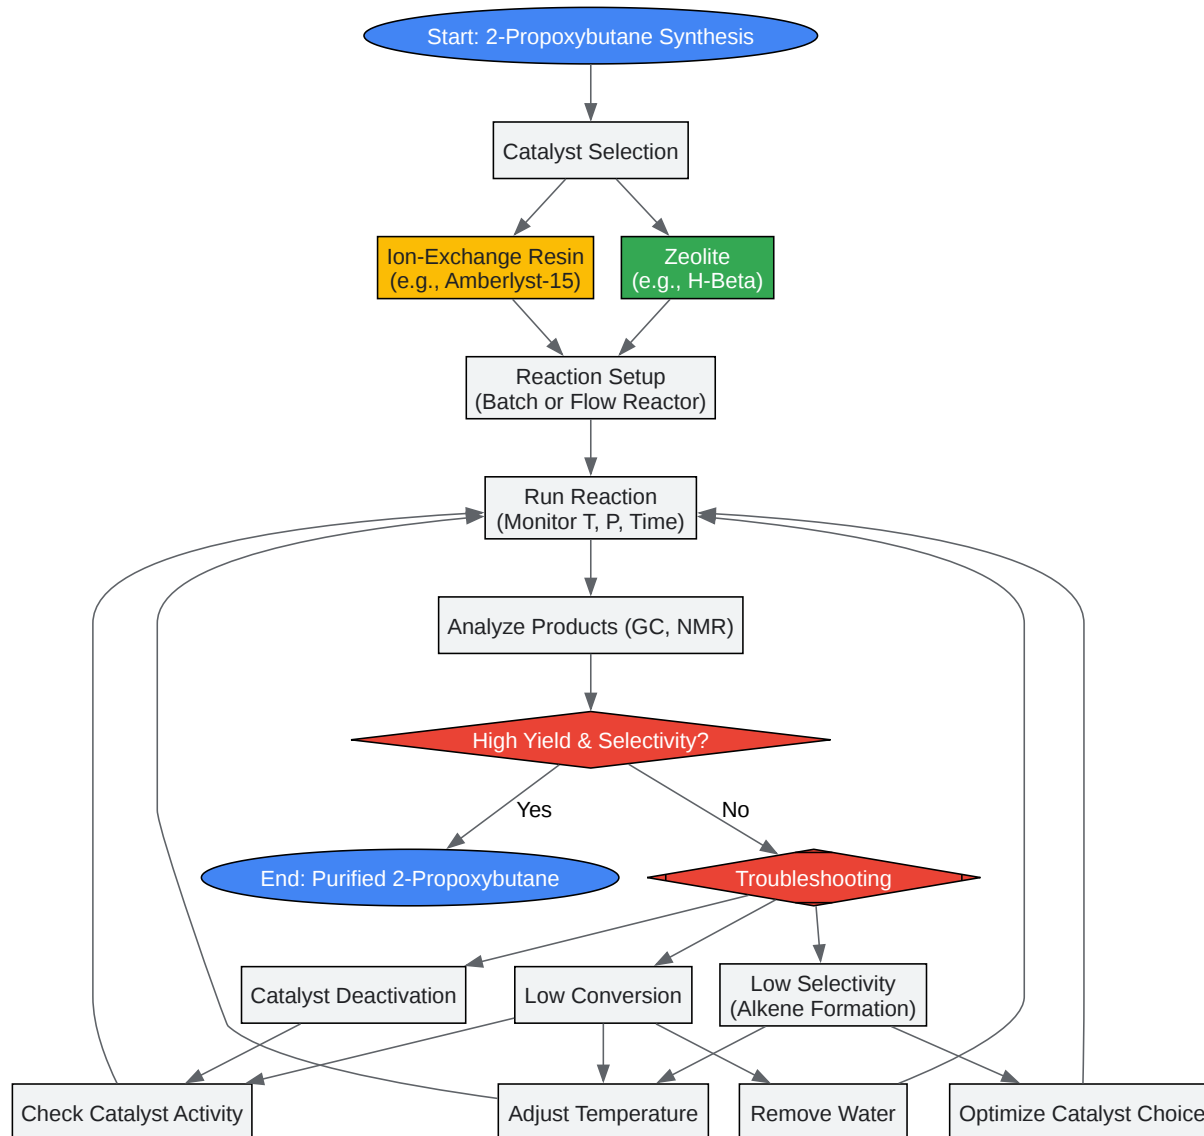 Start: 2-Propoxybutane Synthesis
Catalyst Selection
Ion-Exchange Resin
(e.g., Amberlyst-15)
Zeolite
(e.g., H-Beta)
Reaction Setup
(Batch or Flow Reactor)
Run Reaction
(Monitor T, P, Time)
Analyze Products (GC, NMR)
High Yield & Selectivity?
Yes
No
End: Purified 2-Propoxybutane
Troubleshooting
Catalyst Deactivation
Low Conversion
Low Selectivity
(Alkene Formation)
Check Catalyst Activity
Adjust Temperature
Remove Water
Optimize Catalyst Choice